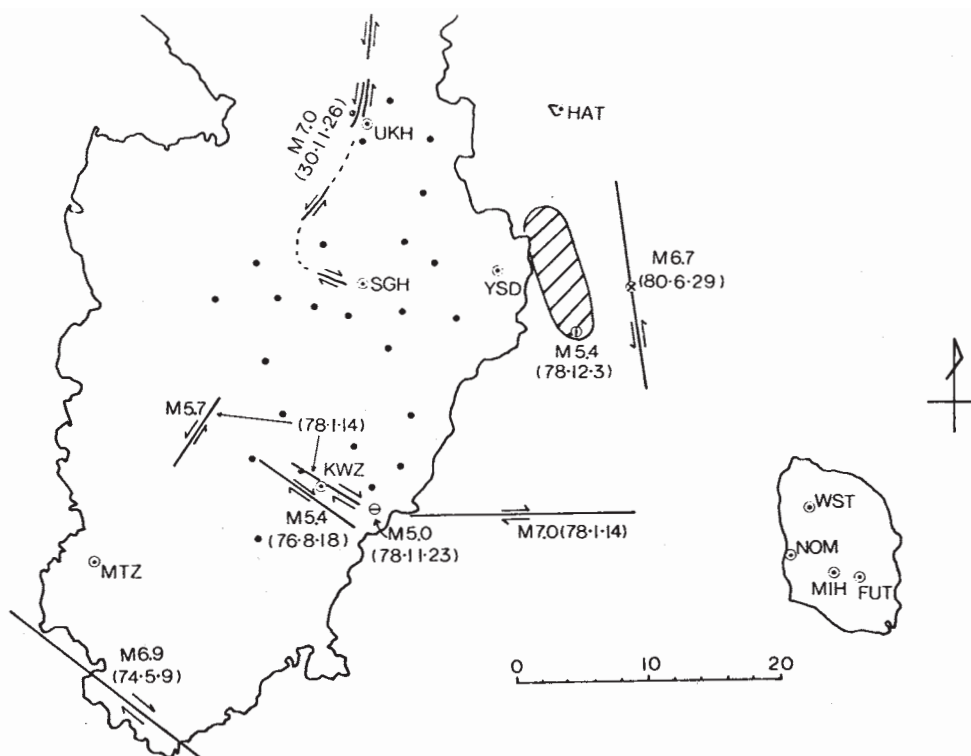 HAT
M7.0
(30·11·26)
UKH
SGH
YSD
M6.7
(80·6·29)
M5.4
(78·12·3)
M5.7
(78·1·14)
KWZ
M5.4
(76·8·18)
M5.0
(78·11·23)
M7.0(78·1·14)
WST
NOM
MIH
FUT
MTZ
M6.9
(74·5·9)
0 10 20